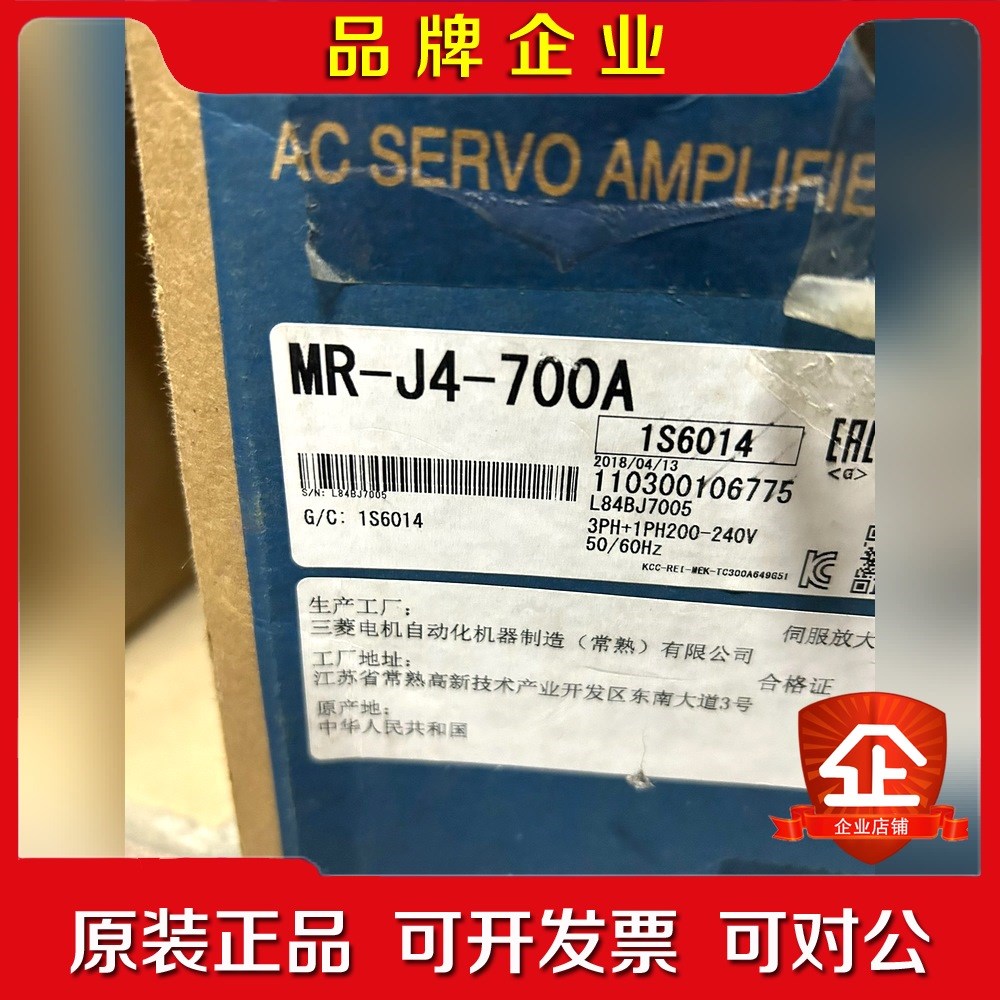 品牌企业
AC SERVO AMPLIFIE
MR-J4-700A
1S6014
EAC
<G>
2018/04/13
110300106775
S/N: L84BJ7005
L84BJ7005
G/C: 1S6014
3PH+1PH200-240V
50/60Hz
KCC-REI-MEK-TC300A649G51
生产工厂:
三菱电机自动化机器制造（常熟）有限公司
伺服放大
工厂地址:
江苏省常熟高新技术产业开发区东南大道3号
合格证
原产地:
中华人民共和国
企
企业店铺
原装正品 可开发票 可对公